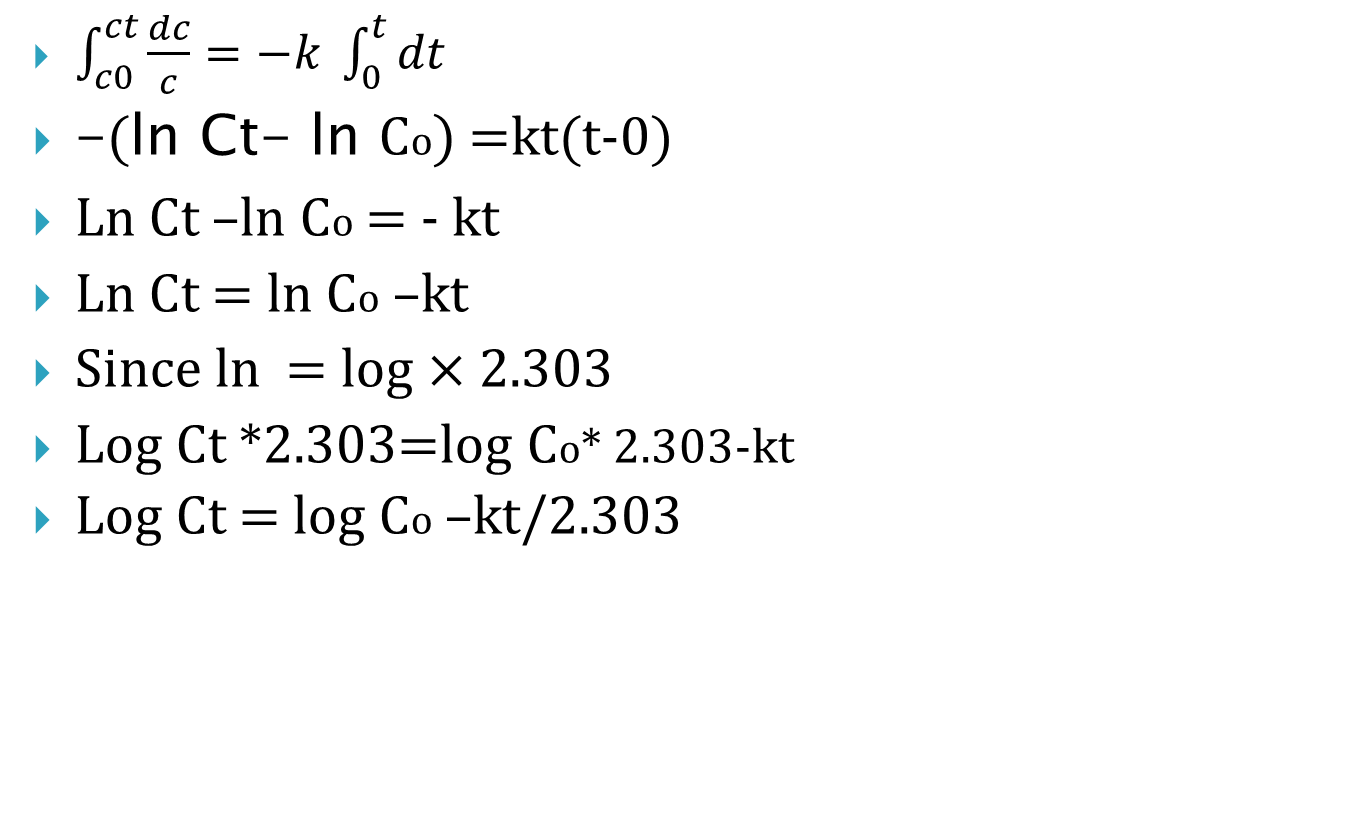 ∫_{c0}^{ct} dc/c = −k ∫_0^t dt
−(ln Ct− ln Co) =kt(t-0)
Ln Ct –ln Co = - kt
Ln Ct = ln Co –kt
Since ln = log × 2.303
Log Ct *2.303=log Co* 2.303-kt
Log Ct = log Co –kt/2.303